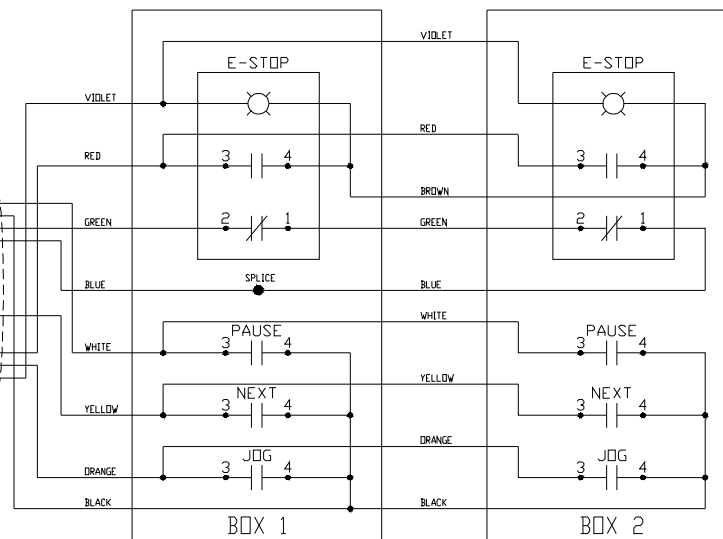 VIOLET
E-STOP
E-STOP
VIOLET
RED
3 4
3 4
RED
BROWN
2 1
2 1
GREEN
GREEN
SPLICE
BLUE
BLUE
WHITE
PAUSE
PAUSE
WHITE
3 4
3 4
YELLOW
NEXT
NEXT
YELLOW
3 4
3 4
ORANGE
JOG
JOG
ORANGE
3 4
3 4
BLACK
BLACK
BOX 1
BOX 2